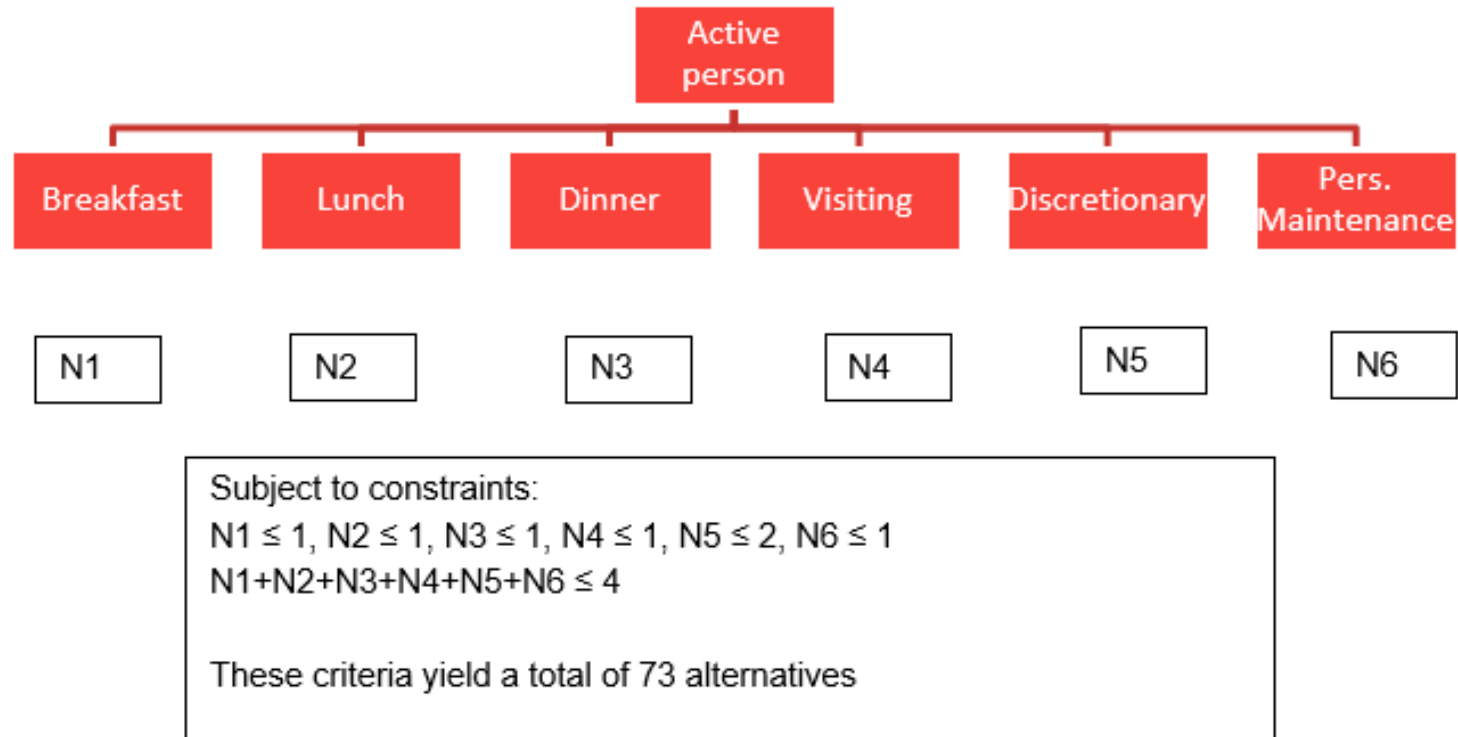 Active
person
Breakfast
Lunch
Dinner
Visiting
Discretionary
Pers.
Maintenance
N1
N2
N3
N4
N5
N6
Subject to constraints:
N1 ≤ 1, N2 ≤ 1, N3 ≤ 1, N4 ≤ 1, N5 ≤ 2, N6 ≤ 1
N1+N2+N3+N4+N5+N6 ≤ 4
These criteria yield a total of 73 alternatives